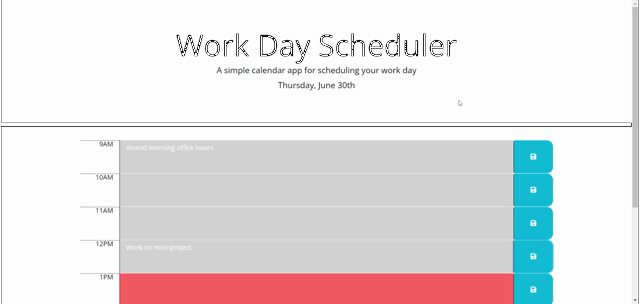 Work Day Scheduler
A simple calendar app for scheduling your work day
Thursday, June 30th
9AM
Attend morning office hours
10AM
11AM
12PM
Work on mini-project
1PM